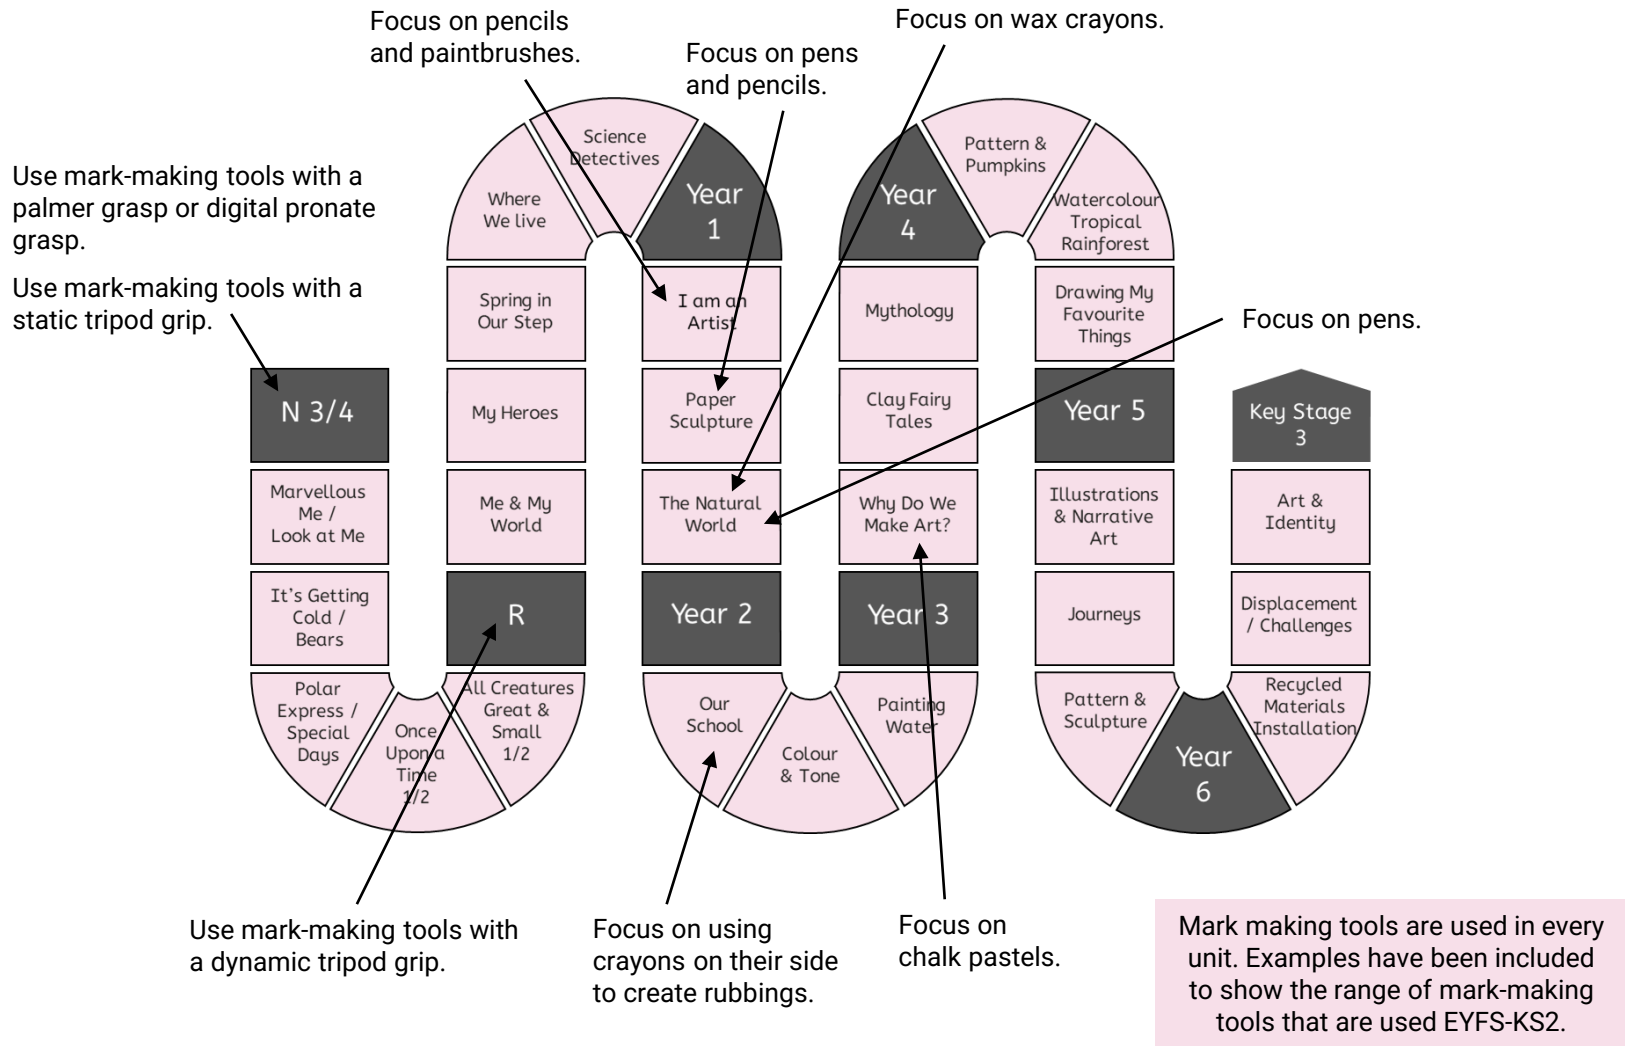 Focus on pencils
and paintbrushes.
Focus on pens
and pencils.
Focus on wax crayons.
Use mark-making tools with a
palmer grasp or digital pronate
grasp.
Use mark-making tools with a
static tripod grip.
Focus on pens.
N 3/4
Marvellous
Me /
Look at Me
It's Getting
Cold /
Bears
Polar
Express /
Special
Days
Once
Upon a
Time
1/2
All Creatures
Great &
Small
1/2
R
Me & My
World
My Heroes
Spring in
Our Step
Where
We live
Science
Detectives
Year
1
I am an
Artist
Paper
Sculpture
The Natural
World
Year 2
Our
School
Colour
& Tone
Painting
Water
Year 3
Why Do We
Make Art?
Clay Fairy
Tales
Mythology
Year
4
Pattern &
Pumpkins
Watercolour
Tropical
Rainforest
Drawing My
Favourite
Things
Year 5
Illustrations
& Narrative
Art
Journeys
Pattern &
Sculpture
Year
6
Recycled
Materials
Installation
Displacement
/ Challenges
Art &
Identity
Key Stage
3
Use mark-making tools with
a dynamic tripod grip.
Focus on using
crayons on their side
to create rubbings.
Focus on
chalk pastels.
Mark making tools are used in every
unit. Examples have been included
to show the range of mark-making
tools that are used EYFS-KS2.